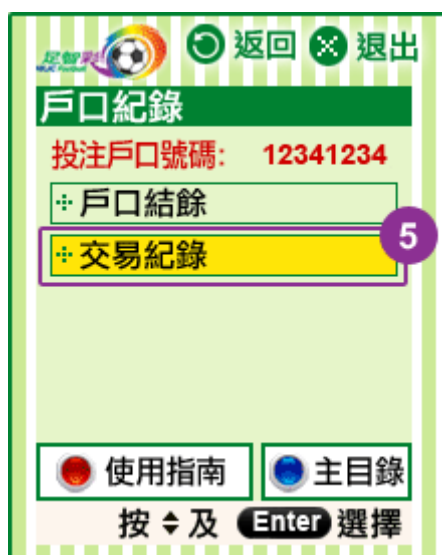 足智彩 返回 退出
HKJC Football
戶口紀錄
投注戶口號碼: 12341234
戶口結餘
交易紀錄 5
使用指南 主目錄
按 及 Enter 選擇